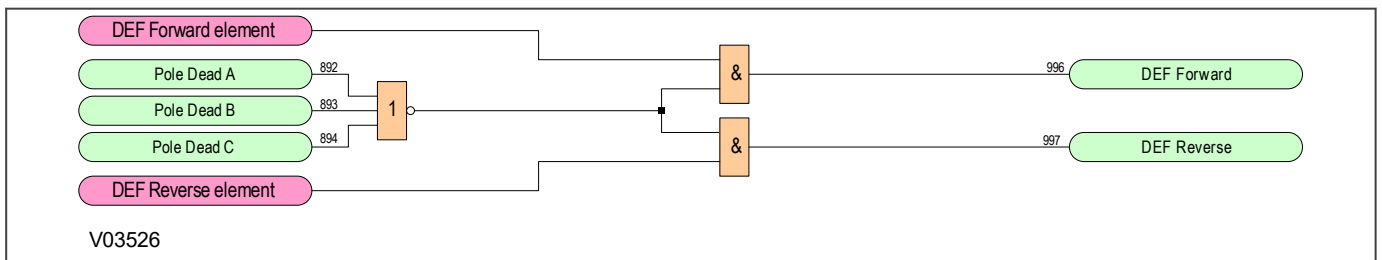 DEF Forward element
Pole Dead A
892
Pole Dead B
893
Pole Dead C
894
DEF Reverse element
1
&
&
996
DEF Forward
997
DEF Reverse
V03526